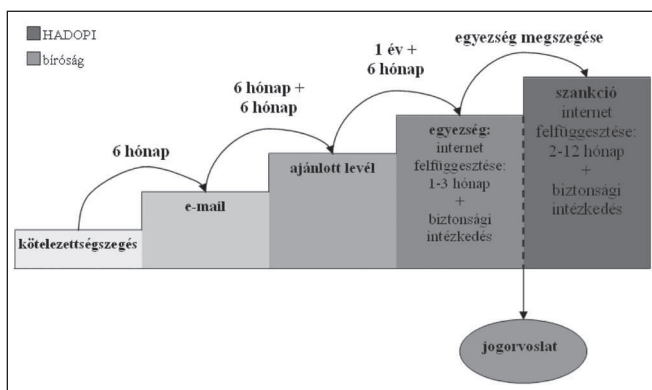 HADOPI
bíróság
6 hónap
6 hónap +
6 hónap
1 év +
6 hónap
egyezség megszegése
kötelezettségszegés
e-mail
ajánlott levél
egyezség:
internet
felfüggesztése:
1-3 hónap
+
biztonsági
intézkedés
szankció
internet
felfüggesztése:
2-12 hónap
+
biztonsági
intézkedés
jogorvoslat